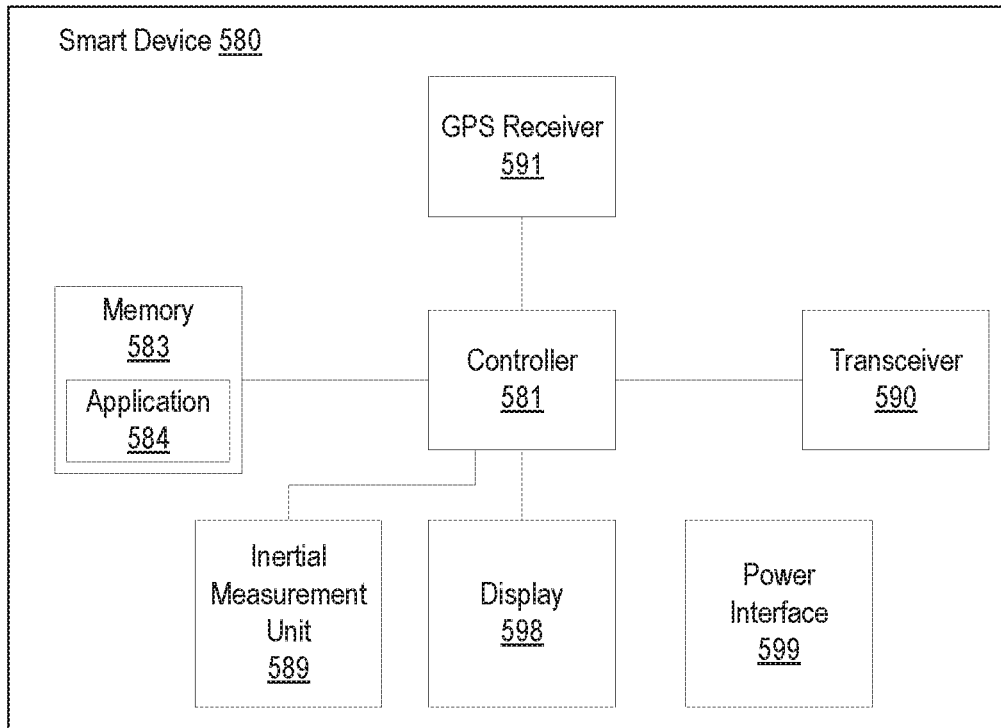 Smart Device 580
GPS Receiver
591
Memory
583
Application
584
Controller
581
Transceiver
590
Inertial
Measurement
Unit
589
Display
598
Power
Interface
599